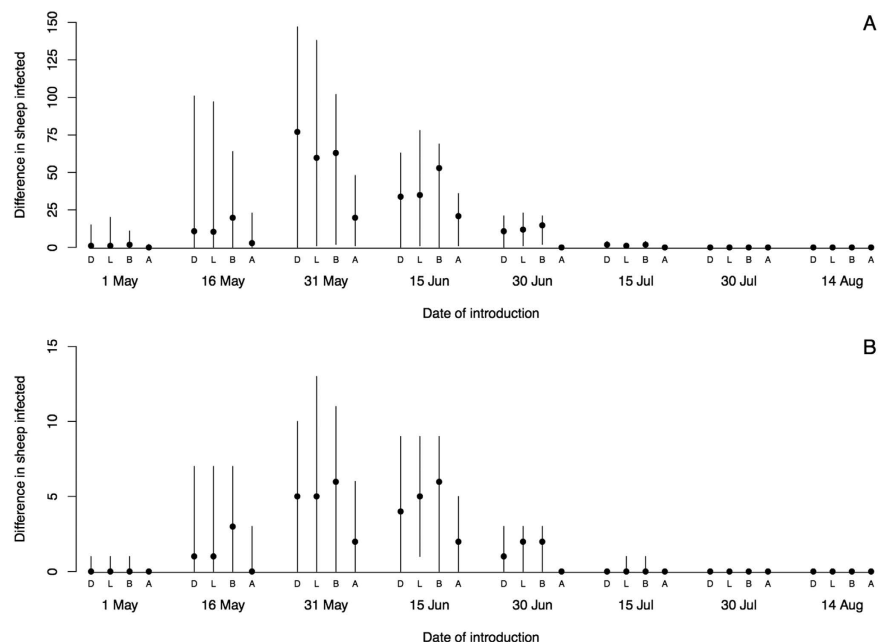 A
Difference in sheep infected
150
125
100
75
50
25
0
D L B A D L B A D L B A D L B A D L B A D L B A D L B A D L B A
1 May 16 May 31 May 15 Jun 30 Jun 15 Jul 30 Jul 14 Aug
Date of introduction
B
Difference in sheep infected
15
10
5
0
D L B A D L B A D L B A D L B A D L B A D L B A D L B A D L B A
1 May 16 May 31 May 15 Jun 30 Jun 15 Jul 30 Jul 14 Aug
Date of introduction